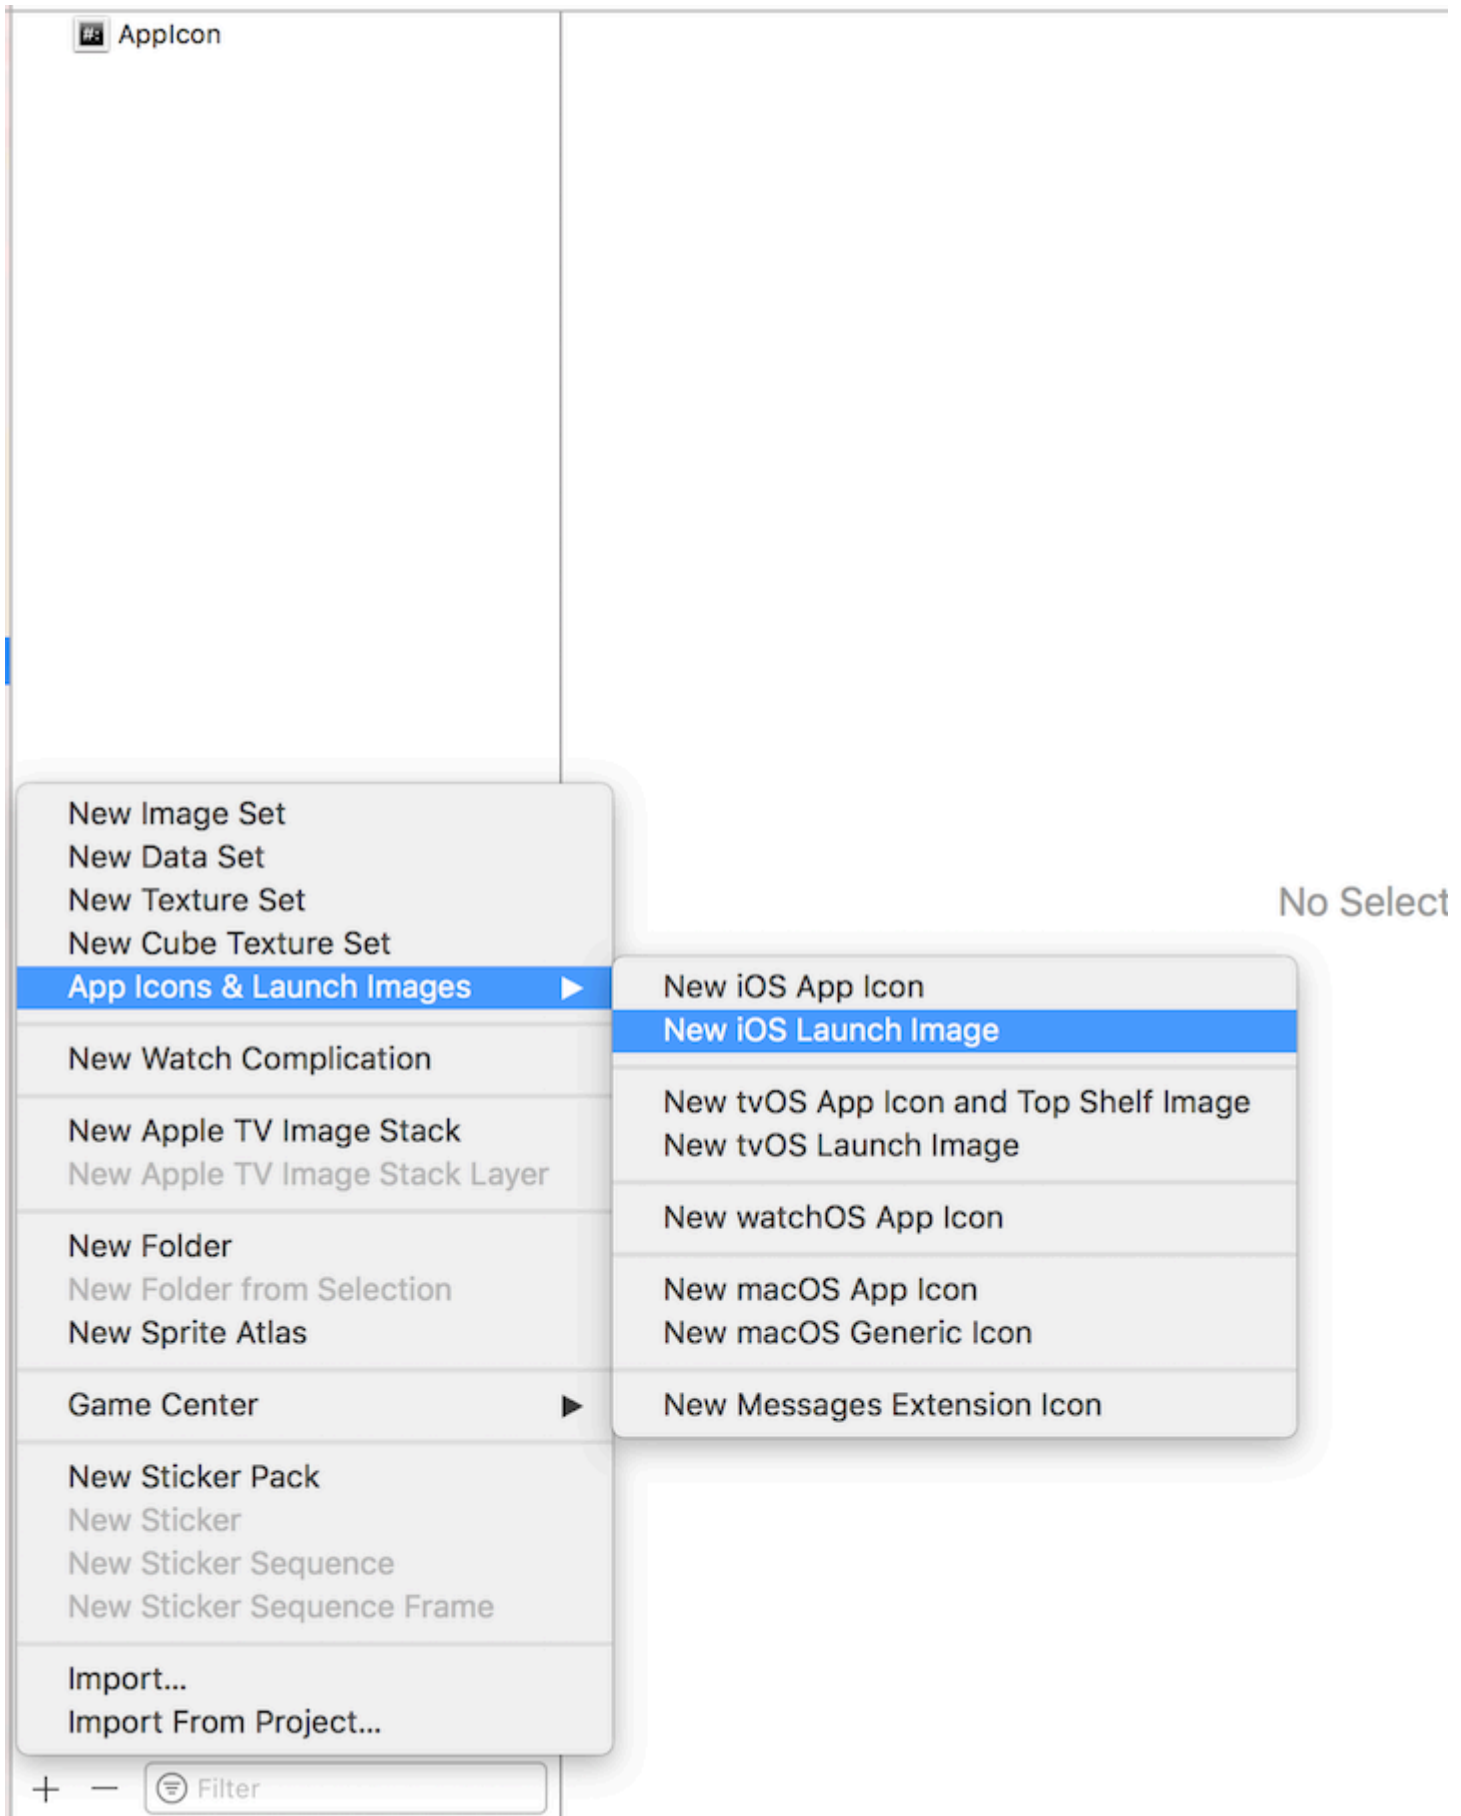 AppIcon
No Select
New Image Set
New Data Set
New Texture Set
New Cube Texture Set
App Icons & Launch Images
New Watch Complication
New Apple TV Image Stack
New Apple TV Image Stack Layer
New Folder
New Folder from Selection
New Sprite Atlas
Game Center
New Sticker Pack
New Sticker
New Sticker Sequence
New Sticker Sequence Frame
Import...
Import From Project...
New iOS App Icon
New iOS Launch Image
New tvOS App Icon and Top Shelf Image
New tvOS Launch Image
New watchOS App Icon
New macOS App Icon
New macOS Generic Icon
New Messages Extension Icon
Filter